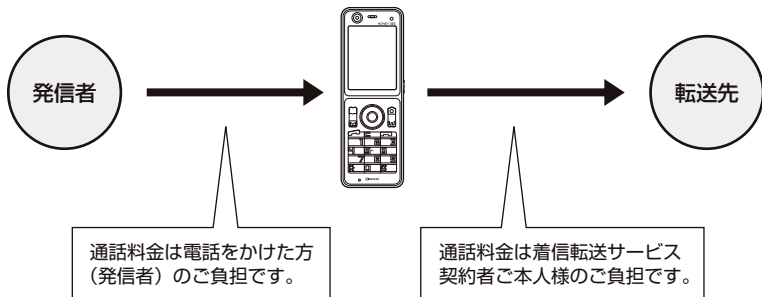 発信者
転送先
通話料金は電話をかけた方
（発信者）のご負担です。
通話料金は着信転送サービス
契約者ご本人様のご負担です。